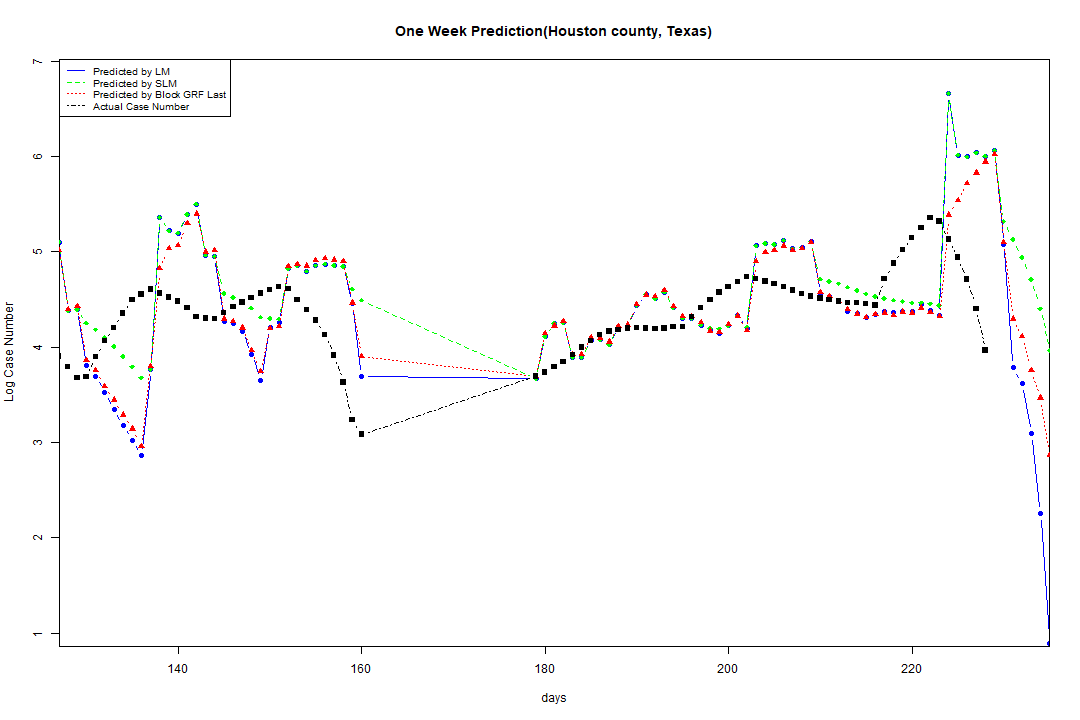 One Week Prediction(Houston county, Texas)
Predicted by LM
Predicted by SLM
Predicted by Block GRF Last
Actual Case Number
Log Case Number
7
6
5
4
3
2
1
140 160 180 200 220
days